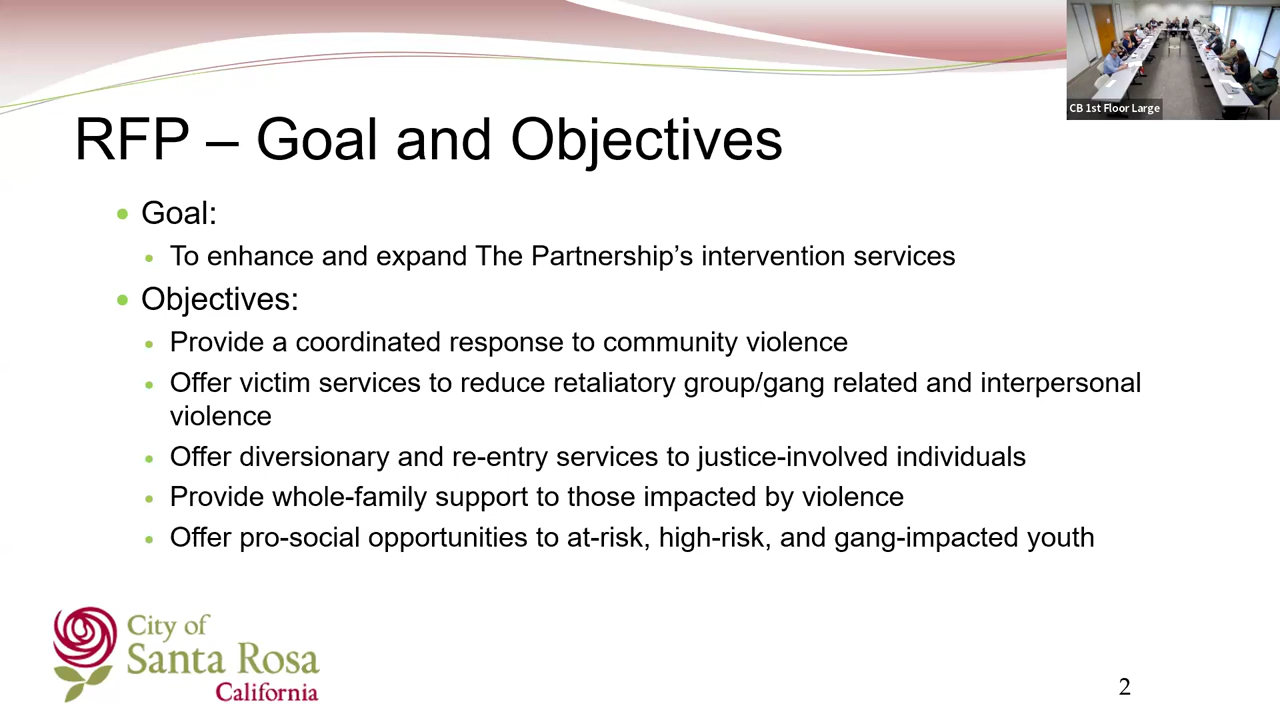 CB 1st Floor Large
RFP – Goal and Objectives
Goal:
To enhance and expand The Partnership’s intervention services
Objectives:
Provide a coordinated response to community violence
Offer victim services to reduce retaliatory group/gang related and interpersonal
violence
Offer diversionary and re-entry services to justice-involved individuals
Provide whole-family support to those impacted by violence
Offer pro-social opportunities to at-risk, high-risk, and gang-impacted youth
City of
Santa Rosa
California
2